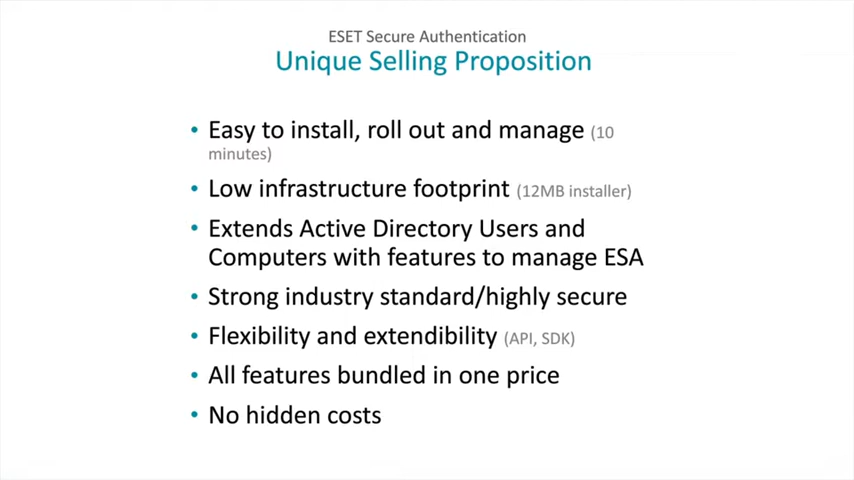 ESET Secure Authentication
Unique Selling Proposition
• Easy to install, roll out and manage (10
minutes)
• Low infrastructure footprint (12MB installer)
• Extends Active Directory Users and
Computers with features to manage ESA
• Strong industry standard/highly secure
• Flexibility and extendibility (API, SDK)
• All features bundled in one price
• No hidden costs